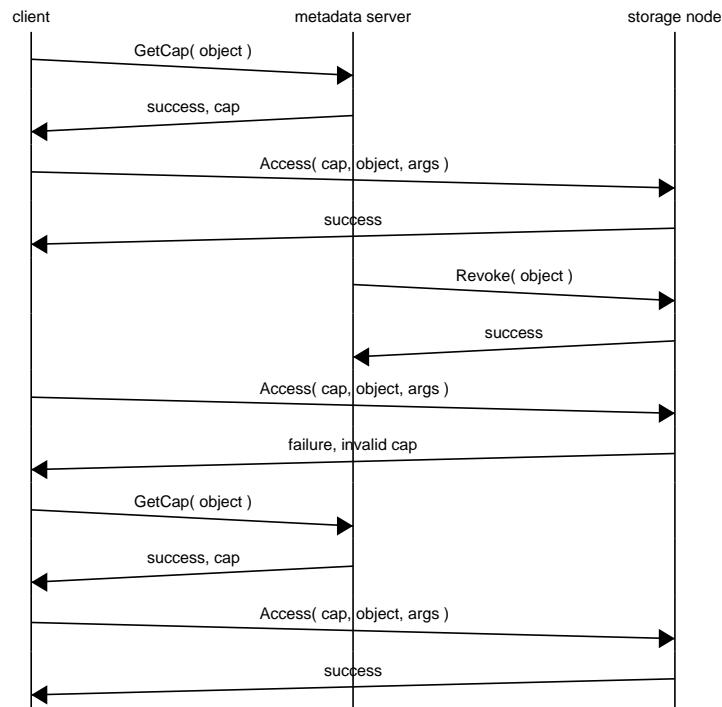 client metadata server storage node
GetCap( object )
success, cap
Access( cap, object, args )
success
Revoke( object )
success
Access( cap, object, args )
failure, invalid cap
GetCap( object )
success, cap
Access( cap, object, args )
success